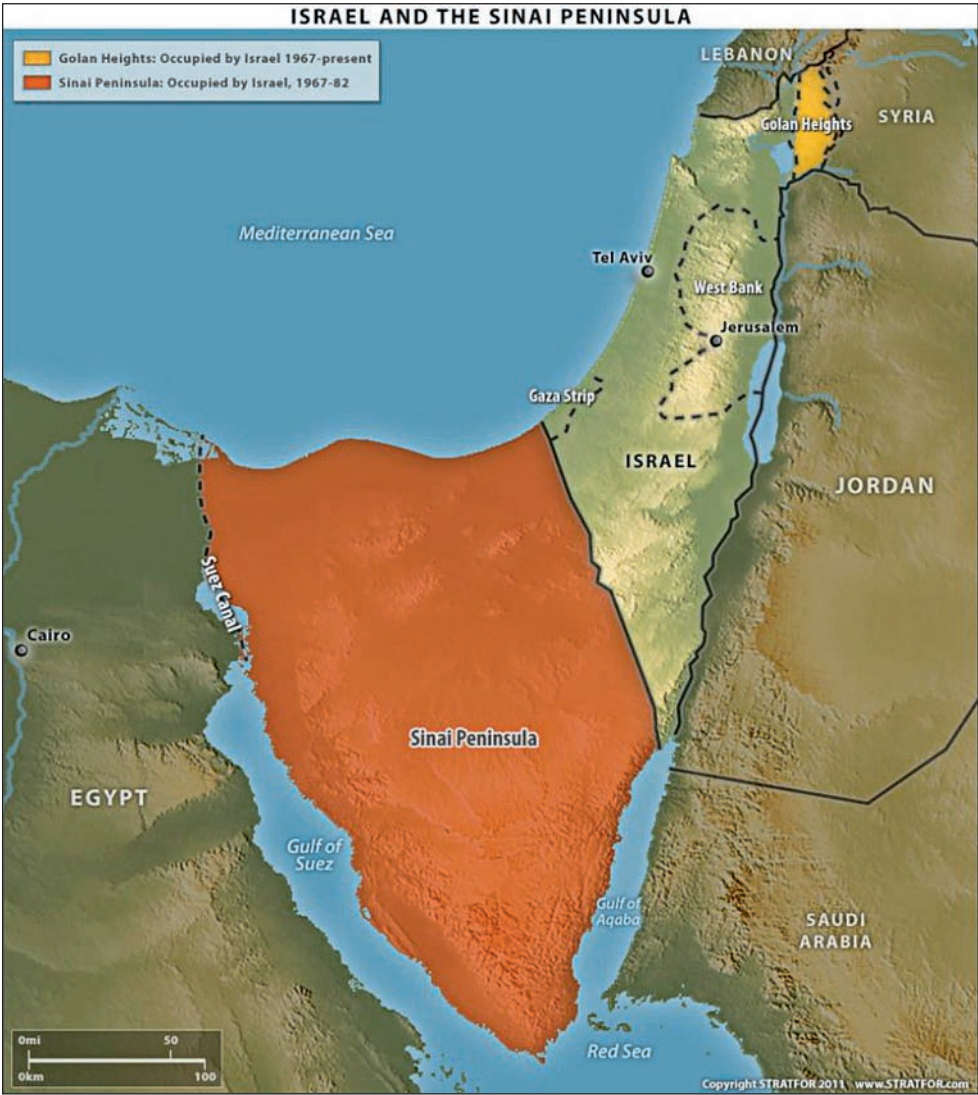 ISRAEL AND THE SINAI PENINSULA
Golan Heights: Occupied by Israel 1967-present
Sinai Peninsula: Occupied by Israel, 1967-82
LEBANON
SYRIA
Golan Heights
Mediterranean Sea
Tel Aviv
West Bank
Jerusalem
Gaza Strip
ISRAEL
JORDAN
Suez Canal
Cairo
Sinai Peninsula
EGYPT
Gulf of
Suez
Gulf of
Aqaba
SAUDI
ARABIA
0mi 50
0km 100
Red Sea
Copyright STRATFOR 2011 www.STRATFOR.com